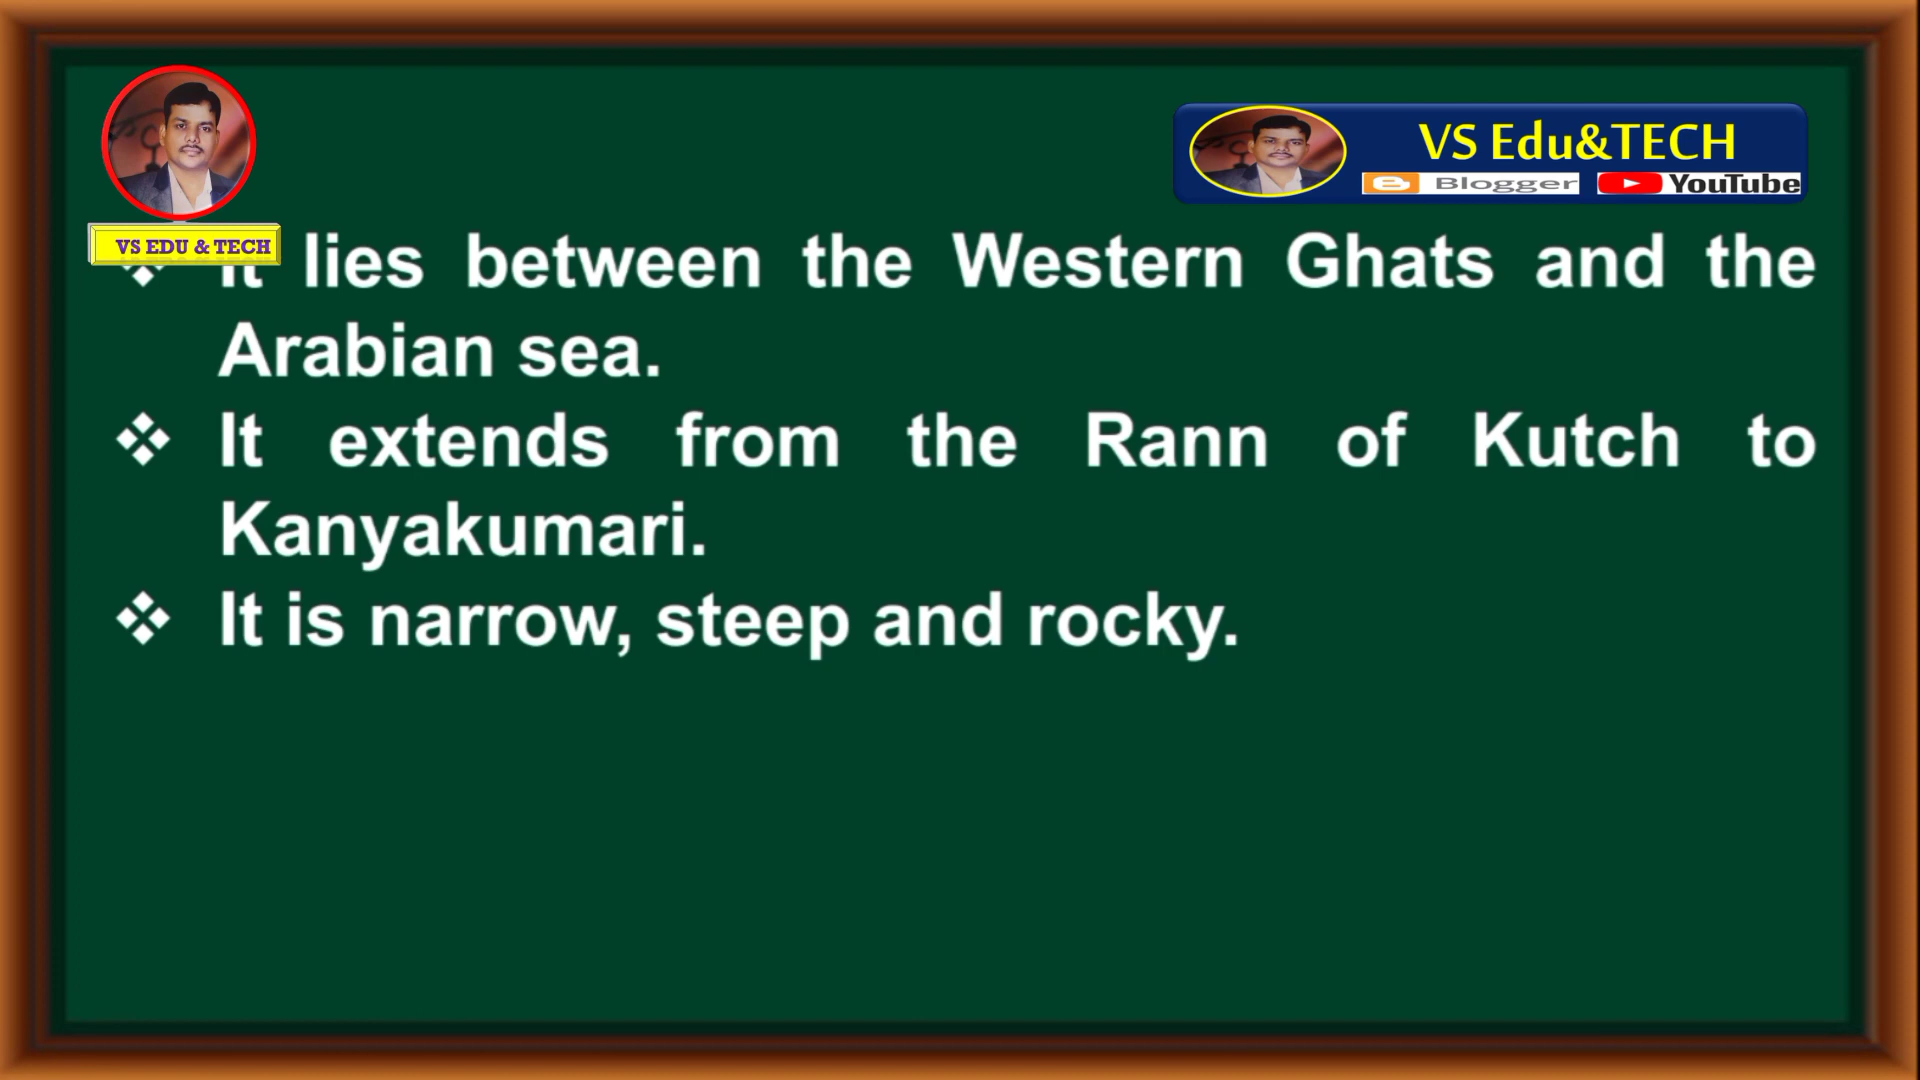 VS Edu&TECH
Blogger YouTube
VS EDU & TECH
It lies between the Western Ghats and the
Arabian sea.
It extends from the Rann of Kutch to
Kanyakumari.
It is narrow, steep and rocky.